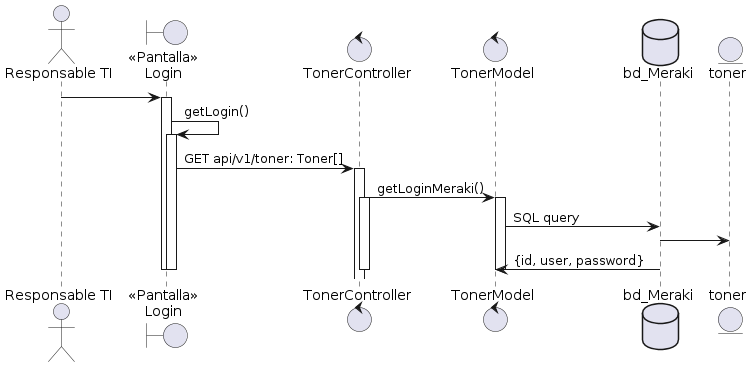 Responsable TI
«Pantalla»
Login
TonerController
TonerModel
bd_Meraki
toner
getLogin()
GET api/v1/toner: Toner[]
getLoginMeraki()
SQL query
{id, user, password}
Responsable TI
«Pantalla»
Login
TonerController
TonerModel
bd_Meraki
toner